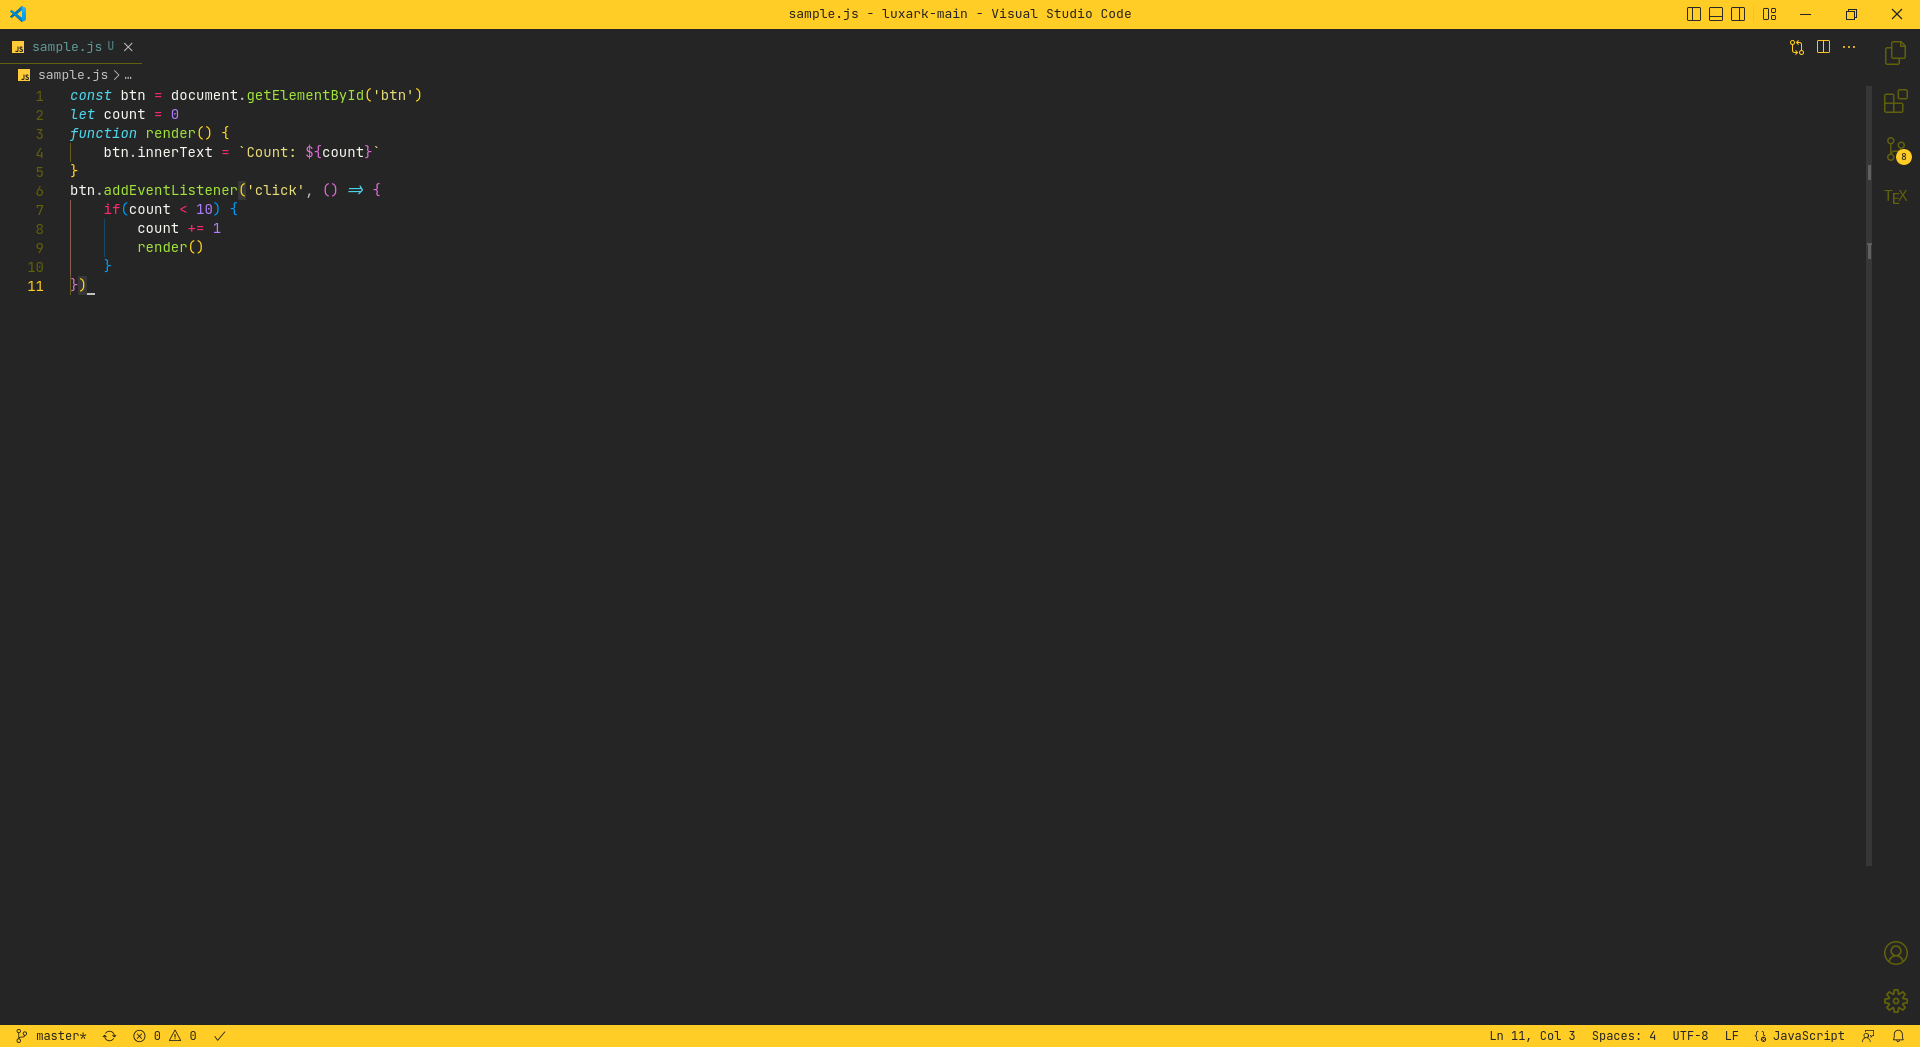 sample.js - luxark-main - Visual Studio Code
JS sample.js U
JS sample.js > …
1 const btn = document.getElementById('btn')
2 let count = 0
3 function render() {
4     btn.innerText = `Count: ${count}`
5 }
6 btn.addEventListener('click', () => {
7     if(count < 10) {
8         count += 1
9         render()
10     }
11 })
8
TEX
master* 0 0
Ln 11, Col 3 Spaces: 4 UTF-8 LF JavaScript